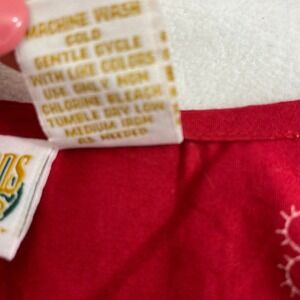 MACHINE WASH
COLD
GENTLE CYCLE
WITH LIKE COLORS
USE ONLY NON
CHLORINE BLEACH
TUMBLE DRY LOW
MEDIUM IRON
AS NEEDED